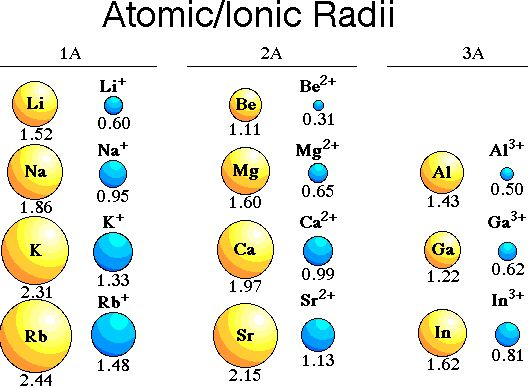 Atomic/Ionic Radii
1A 2A 3A
Li⁺ Be²⁺
Li Be
0.60 0.31
1.52 1.11
Na⁺ Mg²⁺ Al³⁺
Na Mg Al
0.95 0.65 0.50
1.86 1.60 1.43
K⁺ Ca²⁺ Ga³⁺
K Ca Ga
1.33 0.99 0.62
2.31 1.97 1.22
Rb⁺ Sr²⁺ In³⁺
Rb Sr In
1.48 1.13 0.81
2.44 2.15 1.62